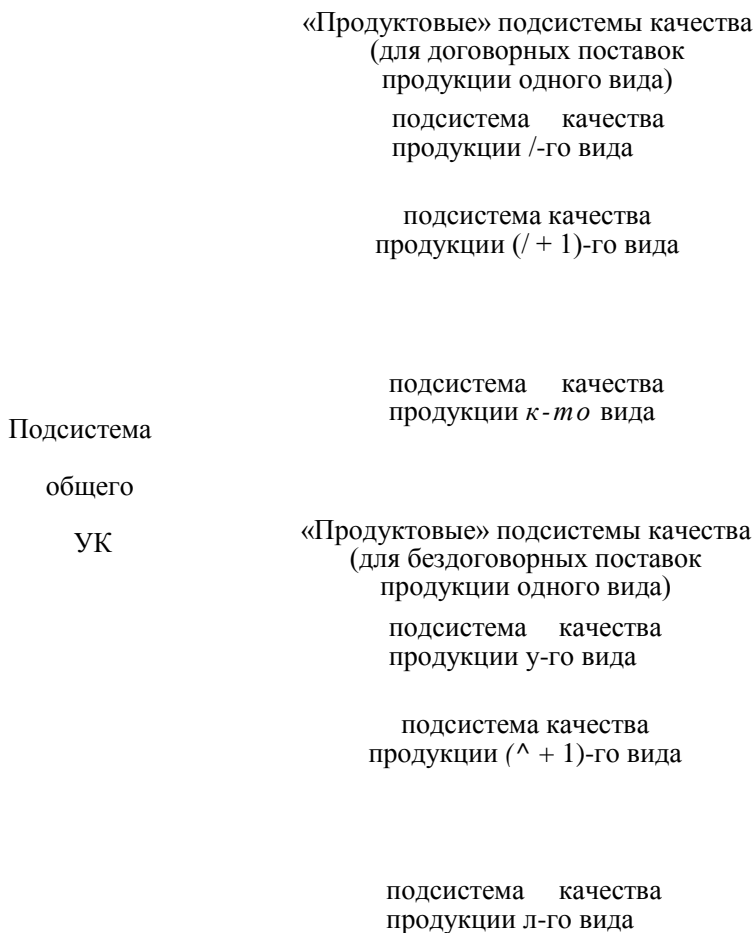 «Продуктовые» подсистемы качества
(для договорных поставок
продукции одного вида)
подсистема качества
продукции /-го вида
подсистема качества
продукции (/ + 1)-го вида
подсистема качества
продукции к-то вида
Подсистема
общего
УК
«Продуктовые» подсистемы качества
(для бездоговорных поставок
продукции одного вида)
подсистема качества
продукции у-го вида
подсистема качества
продукции (^ + 1)-го вида
подсистема качества
продукции л-го вида